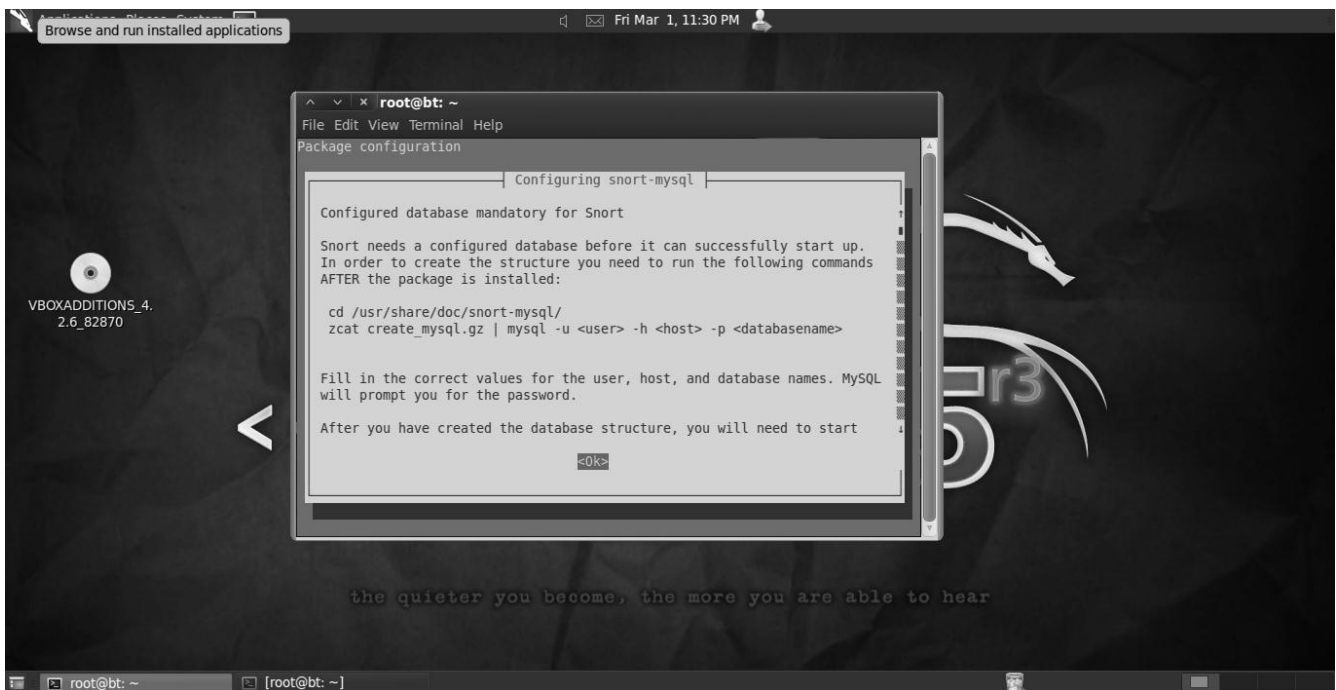 Applications Places System
Fri Mar 1, 11:30 PM
Browse and run installed applications
root@bt: ~
File Edit View Terminal Help
Package configuration
Configuring snort-mysql
Configured database mandatory for Snort
Snort needs a configured database before it can successfully start up.
In order to create the structure you need to run the following commands
AFTER the package is installed:
cd /usr/share/doc/snort-mysql/
zcat create_mysql.gz | mysql -u <user> -h <host> -p <databasename>
Fill in the correct values for the user, host, and database names. MySQL
will prompt you for the password.
After you have created the database structure, you will need to start
<Ok>
VBOXADDITIONS_4.
2.6_82870
<
5
r3
the quieter you become, the more you are able to hear
root@bt: ~
[root@bt: ~]